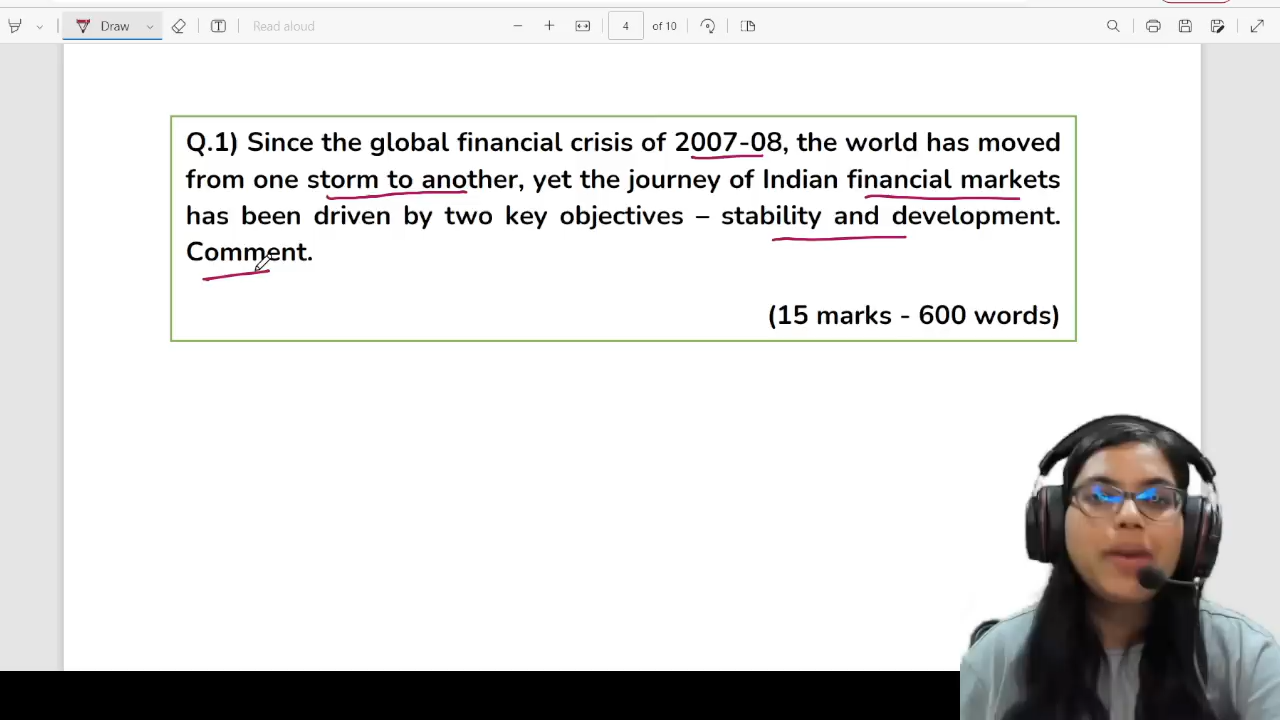 Draw
Read aloud
4
of 10
Q.1) Since the global financial crisis of 2007-08, the world has moved
from one storm to another, yet the journey of Indian financial markets
has been driven by two key objectives – stability and development.
Comment.
(15 marks - 600 words)